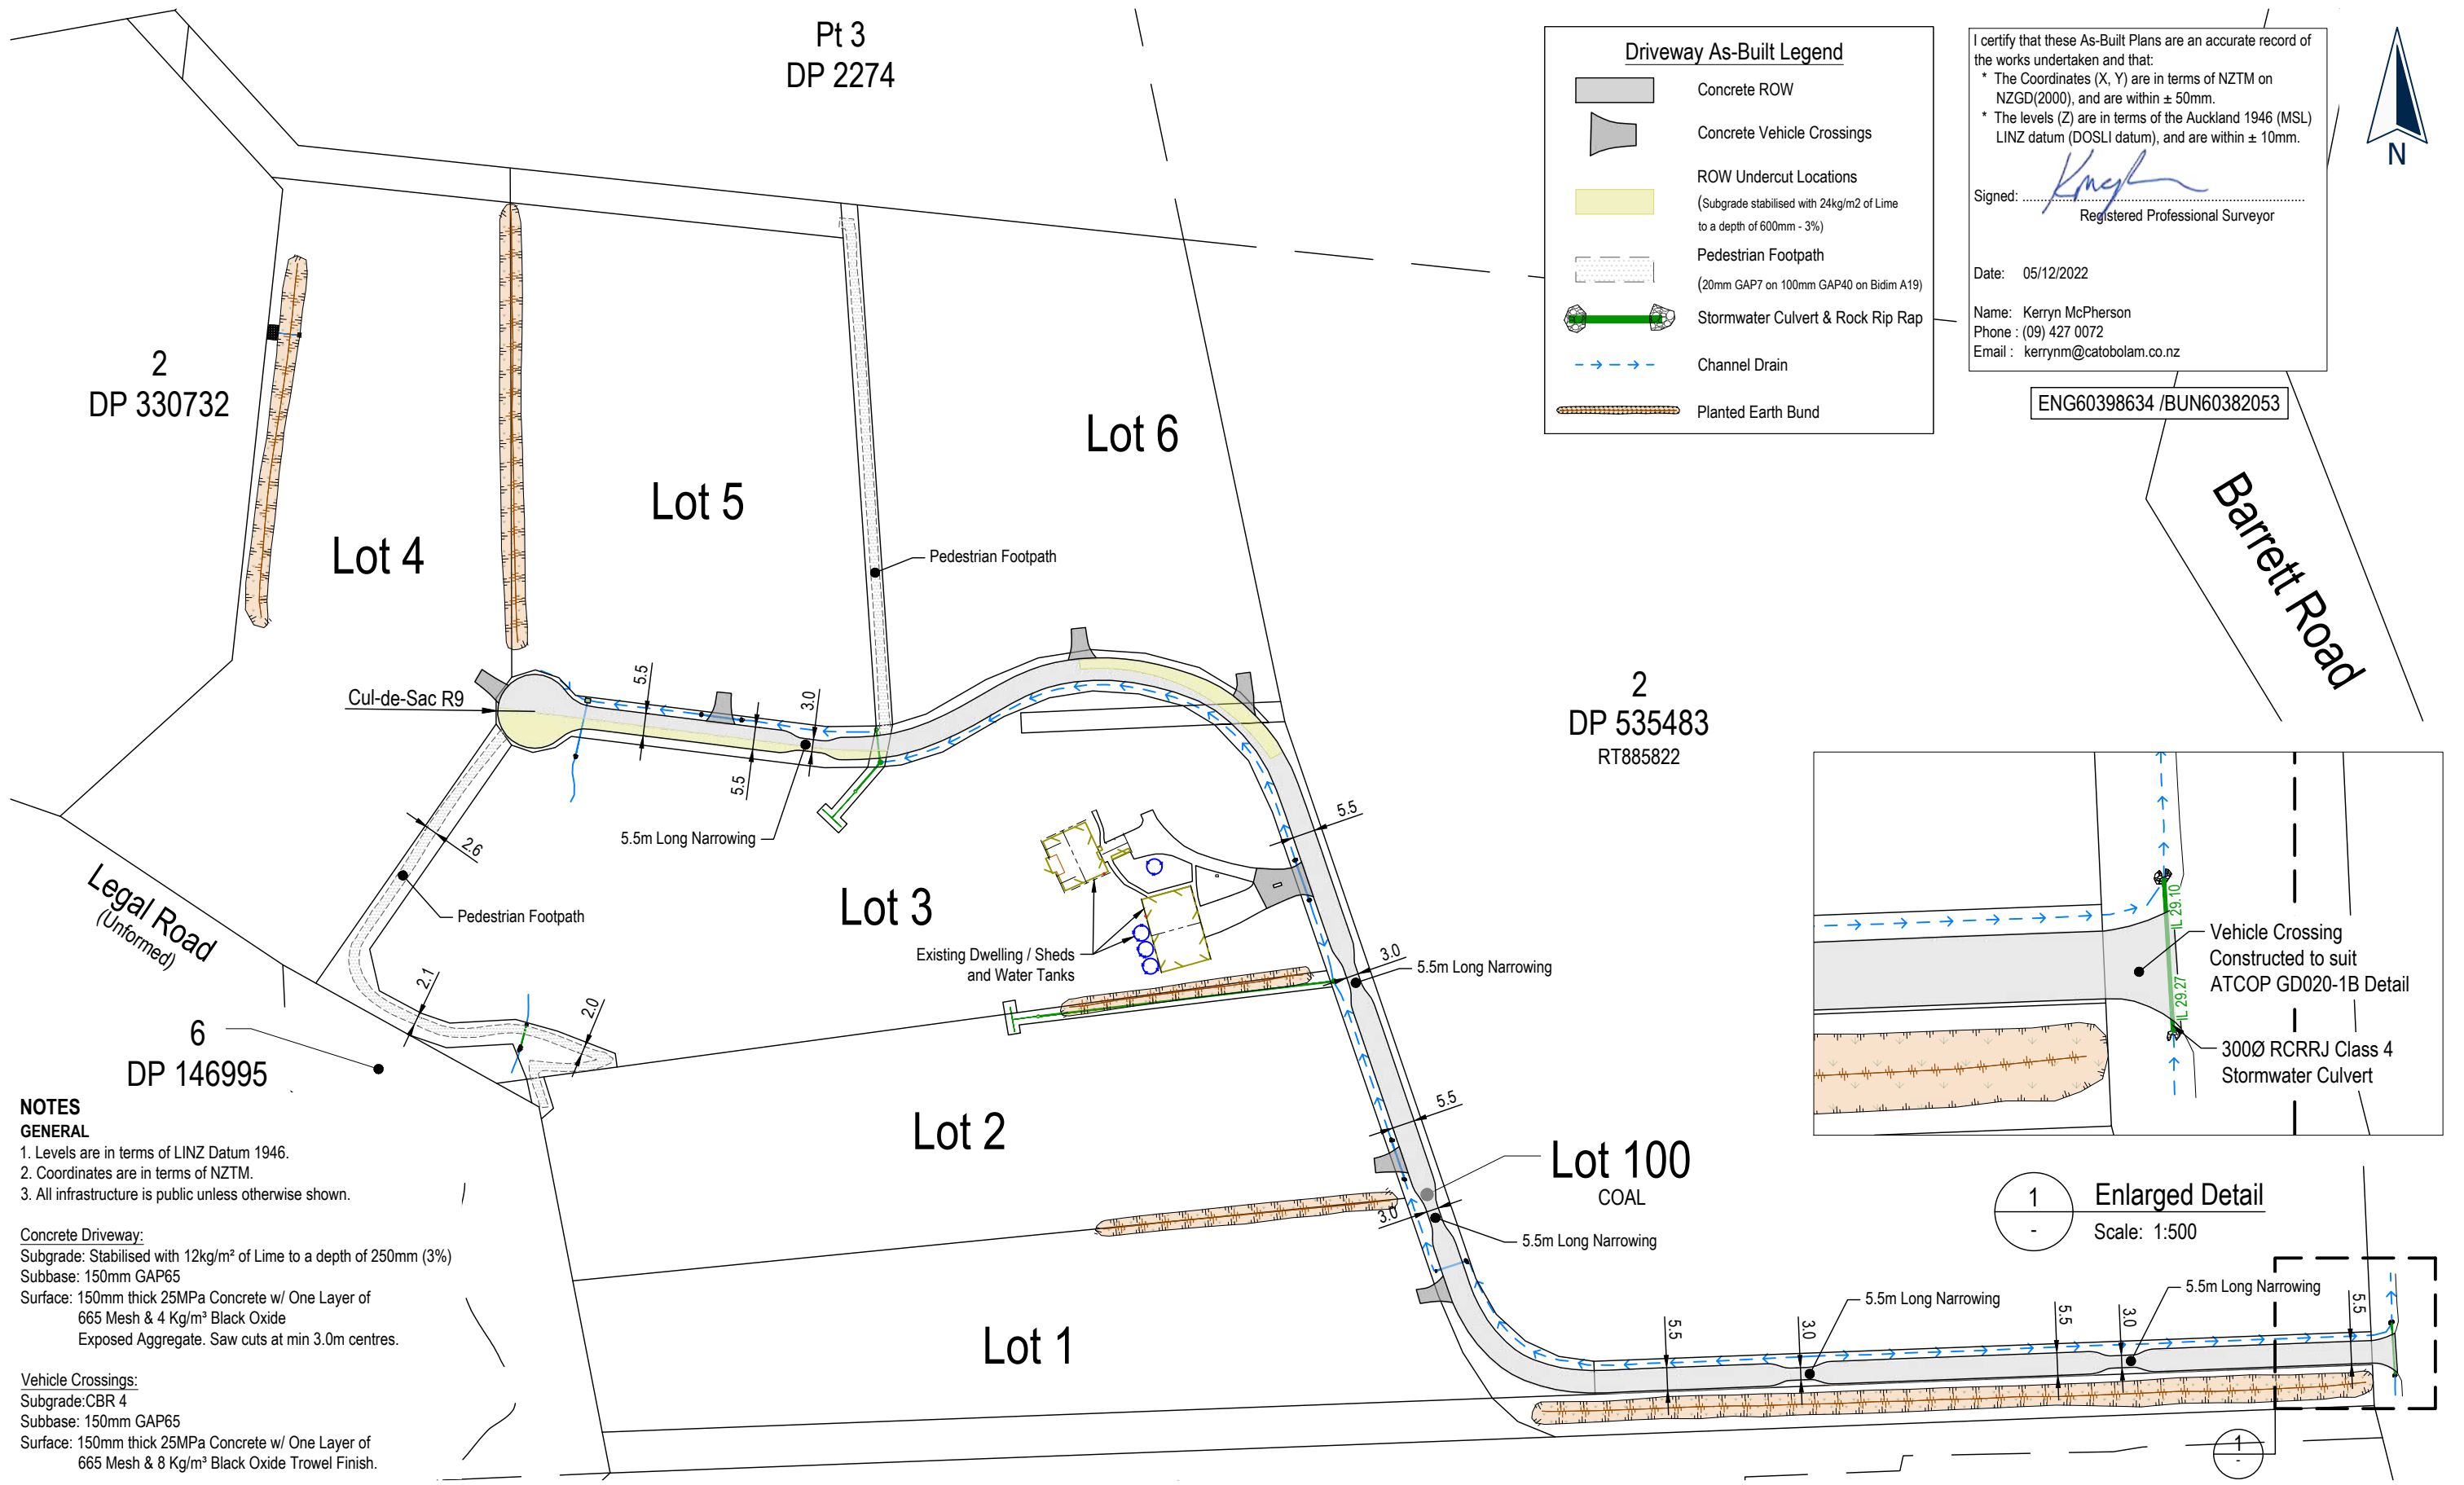 Pt 3
DP 2274
2
DP 330732
Lot 4
Lot 5
Lot 6
Pedestrian Footpath
Cul-de-Sac R9
5.5
3.0
5.5
5.5m Long Narrowing
2.6
Pedestrian Footpath
Legal Road
(Unformed)
2.1
2.0
6
DP 146995
Lot 3
Existing Dwelling / Sheds
and Water Tanks
5.5
3.0
5.5m Long Narrowing
Lot 2
5.5
Lot 100
COAL
3.0
5.5m Long Narrowing
Lot 1
2
DP 535483
RT885822
Barrett Road
5.5
3.0
5.5m Long Narrowing
5.5
3.0
5.5m Long Narrowing
5.5
1
-
Driveway As-Built Legend
Concrete ROW
Concrete Vehicle Crossings
ROW Undercut Locations
(Subgrade stabilised with 24kg/m2 of Lime
to a depth of 600mm - 3%)
Pedestrian Footpath
(20mm GAP7 on 100mm GAP40 on Bidim A19)
Stormwater Culvert & Rock Rip Rap
Channel Drain
Planted Earth Bund
I certify that these As-Built Plans are an accurate record of
the works undertaken and that:
* The Coordinates (X, Y) are in terms of NZTM on
NZGD(2000), and are within ± 50mm.
* The levels (Z) are in terms of the Auckland 1946 (MSL)
LINZ datum (DOSLI datum), and are within ± 10mm.
Signed:
Registered Professional Surveyor
Date: 05/12/2022
Name: Kerryn McPherson
Phone : (09) 427 0072
Email : kerrynm@catobolam.co.nz
ENG60398634 /BUN60382053
N
IL 29.10
IL 29.27
Vehicle Crossing
Constructed to suit
ATCOP GD020-1B Detail
300Ø RCRRJ Class 4
Stormwater Culvert
1
-
Enlarged Detail
Scale: 1:500
NOTES
GENERAL
1. Levels are in terms of LINZ Datum 1946.
2. Coordinates are in terms of NZTM.
3. All infrastructure is public unless otherwise shown.
Concrete Driveway:
Subgrade: Stabilised with 12kg/m² of Lime to a depth of 250mm (3%)
Subbase: 150mm GAP65
Surface: 150mm thick 25MPa Concrete w/ One Layer of
665 Mesh & 4 Kg/m³ Black Oxide
Exposed Aggregate. Saw cuts at min 3.0m centres.
Vehicle Crossings:
Subgrade:CBR 4
Subbase: 150mm GAP65
Surface: 150mm thick 25MPa Concrete w/ One Layer of
665 Mesh & 8 Kg/m³ Black Oxide Trowel Finish.